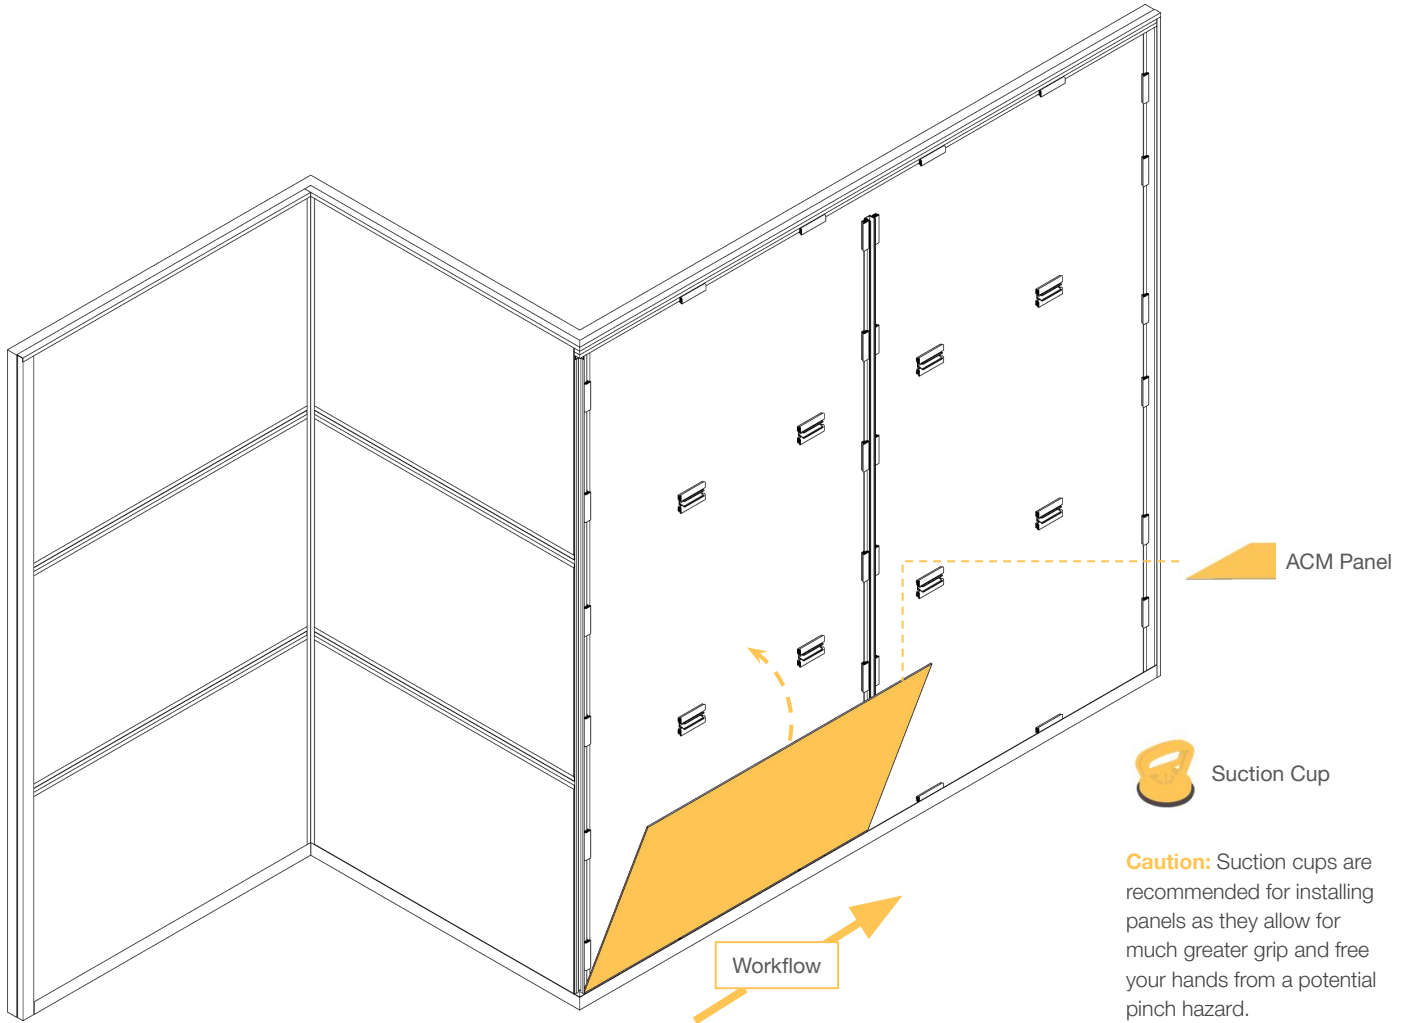 ACM Panel
Suction Cup
Caution: Suction cups are
recommended for installing
panels as they allow for
much greater grip and free
your hands from a potential
pinch hazard.
Workflow